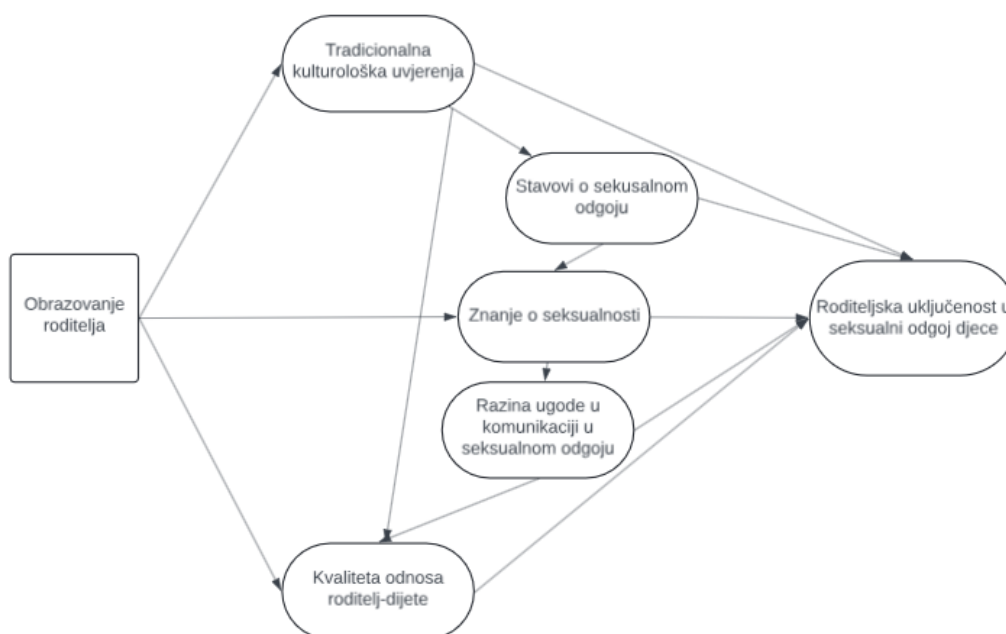 Tradicionalna
kulturološka uvjerenja
Stavovi o sekusalnom
odgoju
Obrazovanje
roditelja
Znanje o seksualnosti
Roditeljska uključenost u
seksualni odgoj djece
Razina ugode u
komunikaciji u
seksualnom odgoju
Kvaliteta odnosa
roditelj-dijete